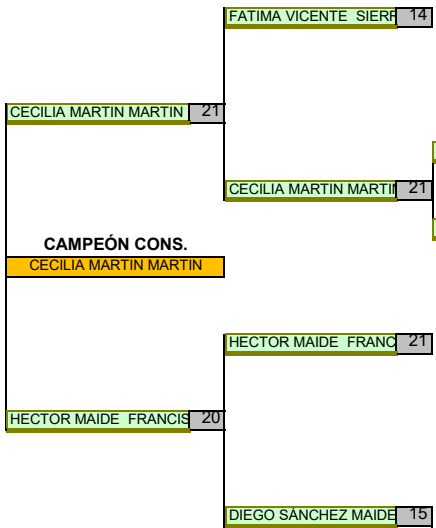 FATIMA VICENTE SIERR 14
CECILIA MARTIN MARTIN 21
CECILIA MARTIN MARTIN 21
CAMPEÓN CONS.
CECILIA MARTIN MARTIN
HECTOR MAIDE FRANC 21
HECTOR MAIDE FRANCIS 20
DIEGO SÁNCHEZ MAIDE 15